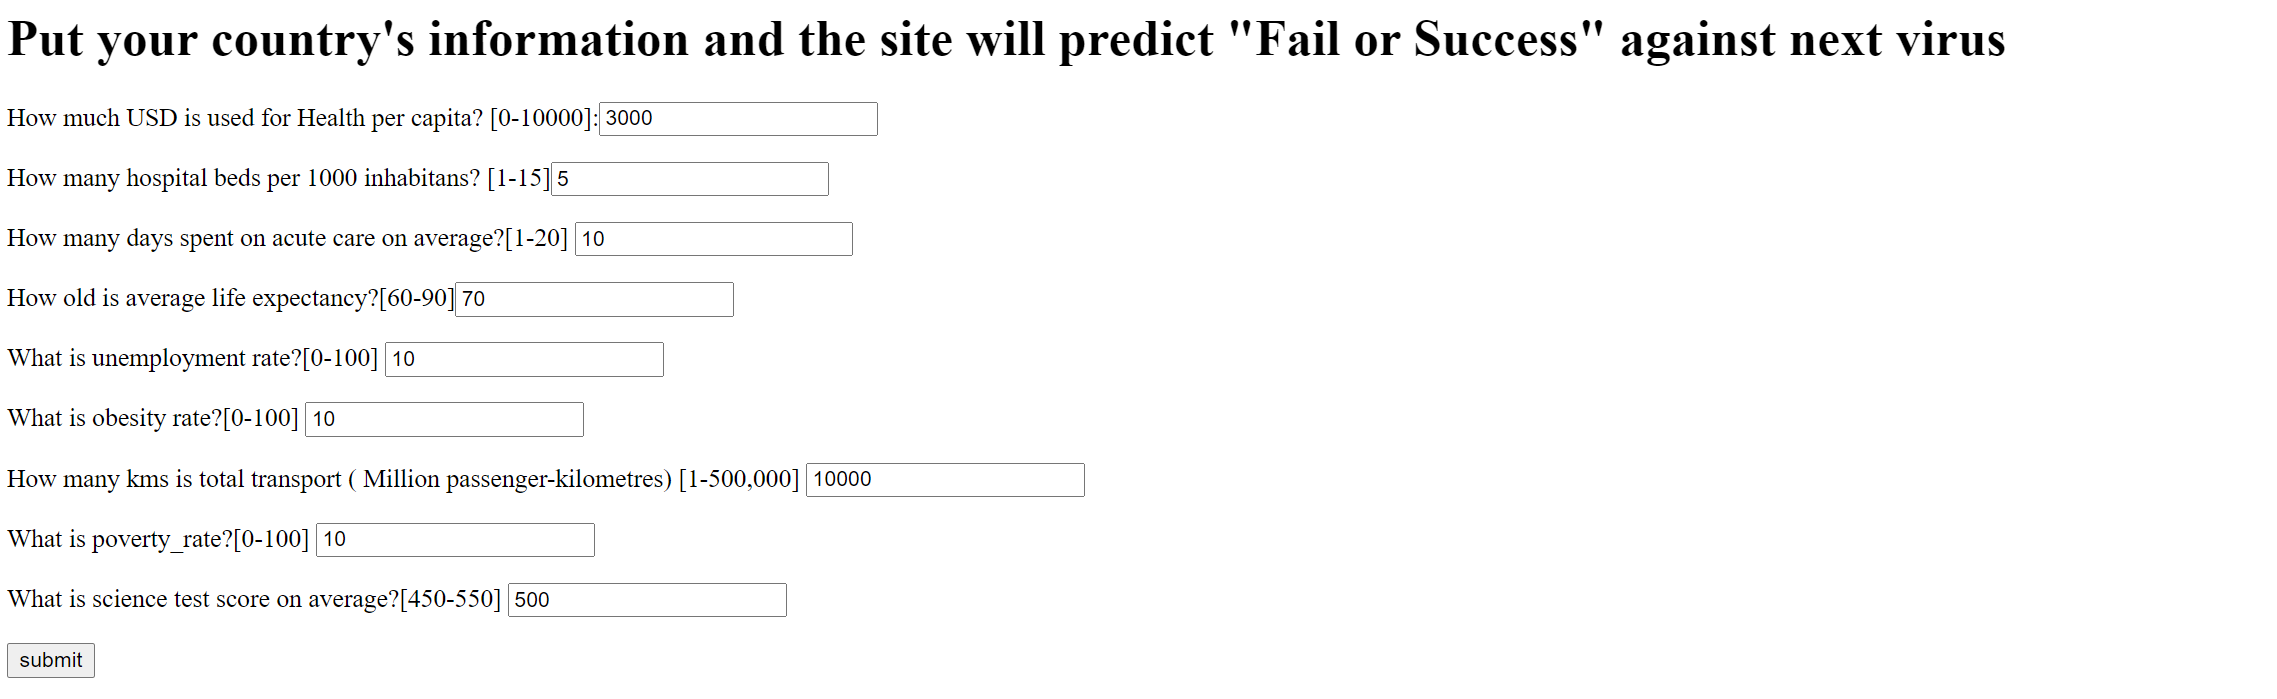 Put your country's information and the site will predict "Fail or Success" against next virus
How much USD is used for Health per capita? [0-10000]: 3000
How many hospital beds per 1000 inhabitans? [1-15] 5
How many days spent on acute care on average?[1-20] 10
How old is average life expectancy?[60-90] 70
What is unemployment rate?[0-100] 10
What is obesity rate?[0-100] 10
How many kms is total transport ( Million passenger-kilometres) [1-500,000] 10000
What is poverty_rate?[0-100] 10
What is science test score on average?[450-550] 500
submit